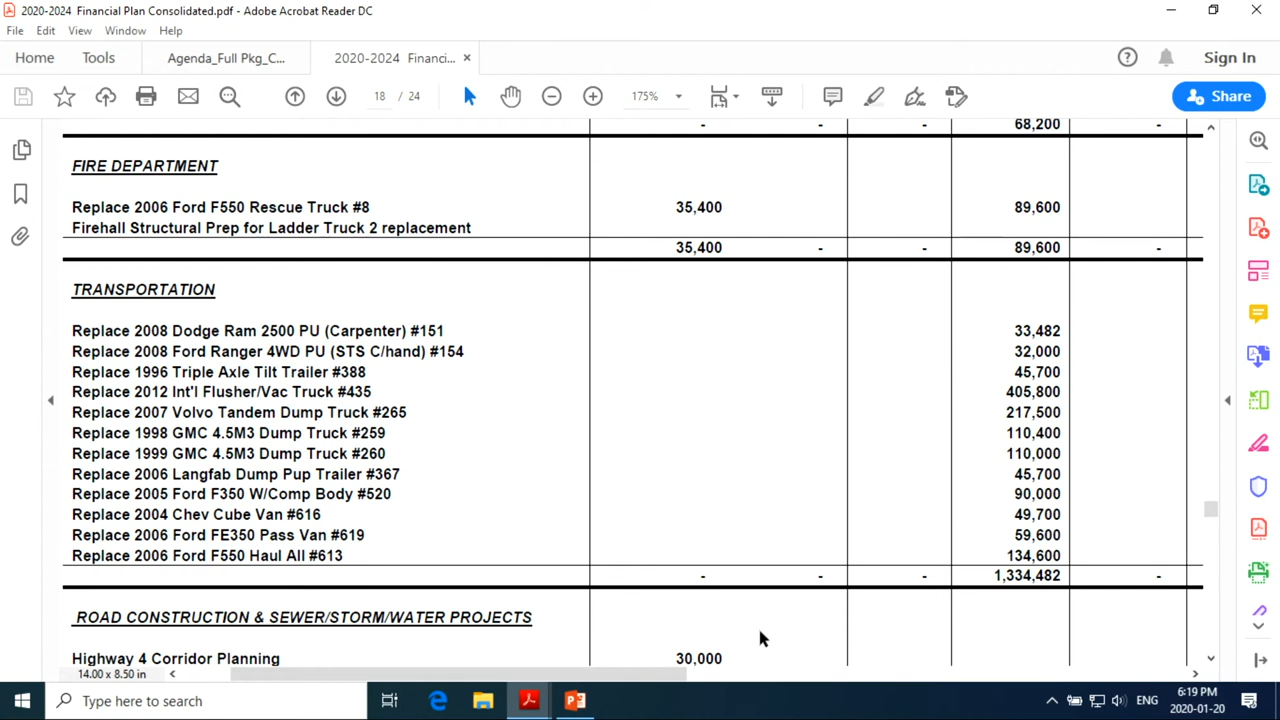 2020-2024 Financial Plan Consolidated.pdf - Adobe Acrobat Reader DC
File Edit View Window Help
Home Tools Agenda_Full Pkg_C... 2020-2024 Financi... ×
Sign In
18 / 24 175% Share
- - - 68,200 -
FIRE DEPARTMENT
Replace 2006 Ford F550 Rescue Truck #8 35,400 89,600
Firehall Structural Prep for Ladder Truck 2 replacement
35,400 - - 89,600 -
TRANSPORTATION
Replace 2008 Dodge Ram 2500 PU (Carpenter) #151 33,482
Replace 2008 Ford Ranger 4WD PU (STS C/hand) #154 32,000
Replace 1996 Triple Axle Tilt Trailer #388 45,700
Replace 2012 Int'l Flusher/Vac Truck #435 405,800
Replace 2007 Volvo Tandem Dump Truck #265 217,500
Replace 1998 GMC 4.5M3 Dump Truck #259 110,400
Replace 1999 GMC 4.5M3 Dump Truck #260 110,000
Replace 2006 Langfab Dump Pup Trailer #367 45,700
Replace 2005 Ford F350 W/Comp Body #520 90,000
Replace 2004 Chev Cube Van #616 49,700
Replace 2006 Ford FE350 Pass Van #619 59,600
Replace 2006 Ford F550 Haul All #613 134,600
- - - 1,334,482 -
ROAD CONSTRUCTION & SEWER/STORM/WATER PROJECTS
Highway 4 Corridor Planning 30,000
14.00 x 8.50 in
Type here to search
ENG
6:19 PM
2020-01-20